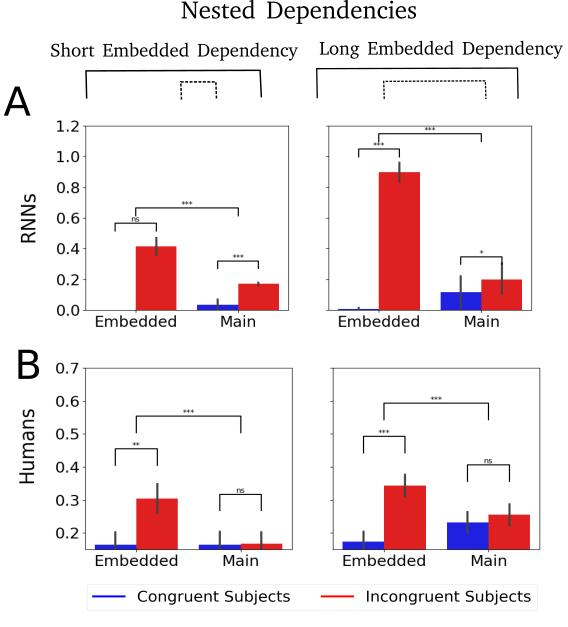 Nested Dependencies
Short Embedded Dependency
Long Embedded Dependency
A
RNNs
1.2
1.0
0.8
0.6
0.4
0.2
0.0
ns
***
***
Embedded
Main
***
***
*
Embedded
Main
B
Humans
0.7
0.6
0.5
0.4
0.3
0.2
**
***
ns
Embedded
Main
***
***
ns
Embedded
Main
Congruent Subjects
Incongruent Subjects